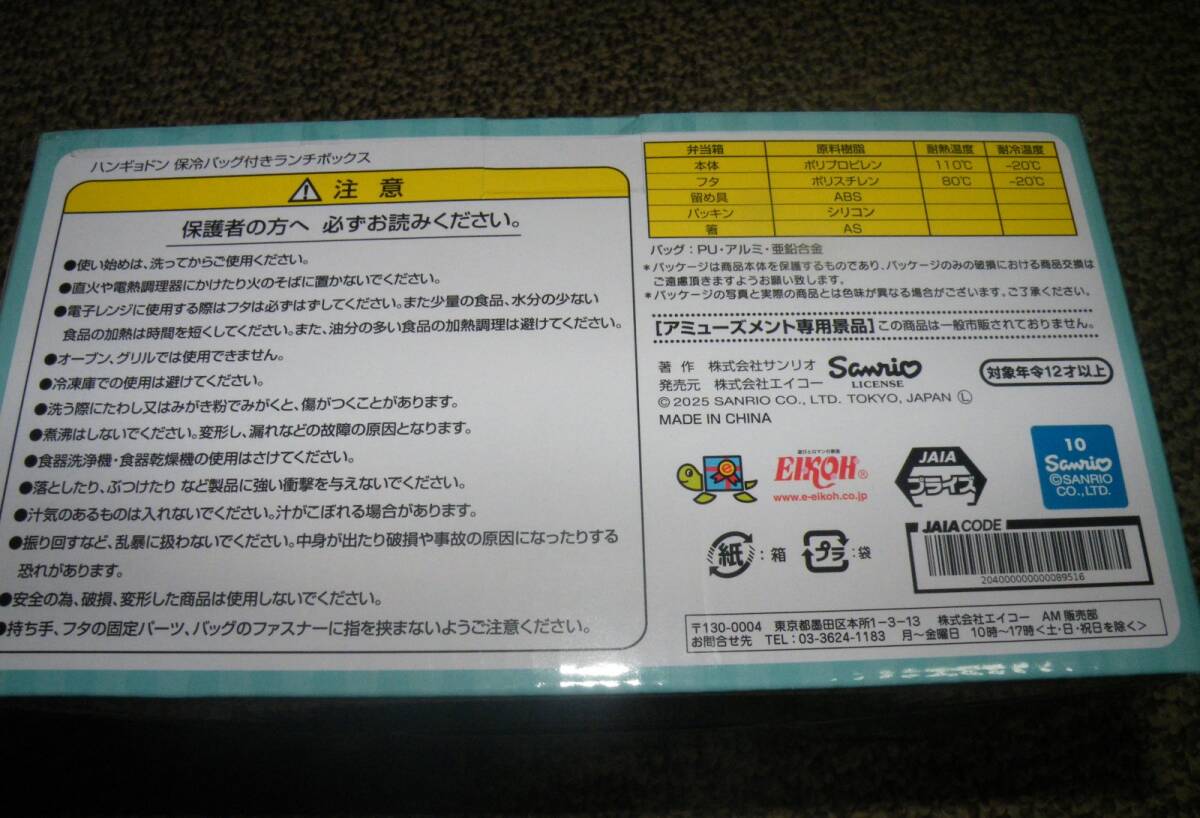 ハンギョドン 保冷バッグ付きランチボックス
注 意
保護者の方へ 必ずお読みください。
●使い始めは、洗ってからご使用ください。
●直火や電熱調理器にかけたり火のそばに置かないでください。
●電子レンジに使用する際はフタは必ずはずしてください。また少量の食品、水分の少ない
食品の加熱は時間を短くしてください。また、油分の多い食品の加熱調理は避けてください。
●オーブン、グリルでは使用できません。
●冷凍庫での使用は避けてください。
●洗う際にたわし又はみがき粉でみがくと、傷がつくことがあります。
●煮沸はしないでください。変形し、漏れなどの故障の原因となります。
●食器洗浄機・食器乾燥機の使用はさけてください。
●落としたり、ぶつけたり など製品に強い衝撃を与えないでください。
●汁気のあるものは入れないでください。汁がこぼれる場合があります。
●振り回すなど、乱暴に扱わないでください。中身が出たり破損や事故の原因になったりする
恐れがあります。
●安全の為、破損、変形した商品は使用しないでください。
●持ち手、フタの固定パーツ、バッグのファスナーに指を挟まないようご注意ください。
弁当箱 原料樹脂 耐熱温度 耐冷温度
本体 ポリプロピレン 110℃ -20℃
フタ ポリスチレン 80℃ -20℃
留め具 ABS
パッキン シリコン
箸 AS
バッグ：PU・アルミ・亜鉛合金
*パッケージは商品本体を保護するものであり、パッケージのみの破損における商品交換は
ご遠慮頂きますようお願い致します。
*パッケージの写真と実際の商品とは色味が異なる場合がございます。ご了承ください。
[アミューズメント専用景品]この商品は一般市販されておりません。
著 作 株式会社サンリオ
発売元 株式会社エイコー
Sanrio
LICENSE
対象年令12才以上
©2025 SANRIO CO., LTD. TOKYO, JAPAN Ⓛ
MADE IN CHINA
e
遊びとロマンの創造
EIKOH®
www.e-eikoh.co.jp
JAIA
プライズ
10
Sanrio
©SANRIO
CO.,LTD.
紙：箱
プラ：袋
JAIA CODE
204000000000089516
〒130-0004 東京都墨田区本所1-3-13 株式会社エイコー AM販売部
お問合せ先 TEL：03-3624-1183 月～金曜日 10時～17時＜土・日・祝日を除く＞